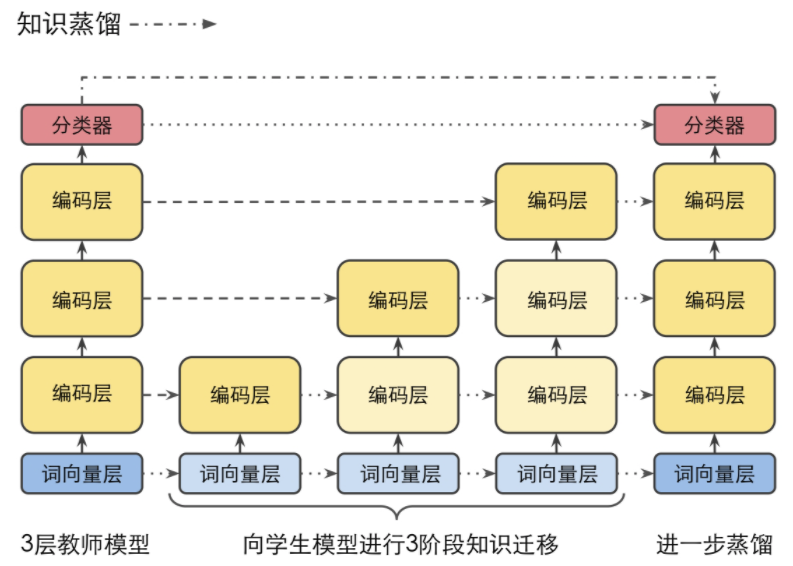 知识蒸馏
分类器 分类器
编码层 编码层 编码层
编码层 编码层 编码层 编码层
编码层 编码层 编码层 编码层 编码层
词向量层 词向量层 词向量层 词向量层 词向量层
3层教师模型 向学生模型进行3阶段知识迁移 进一步蒸馏